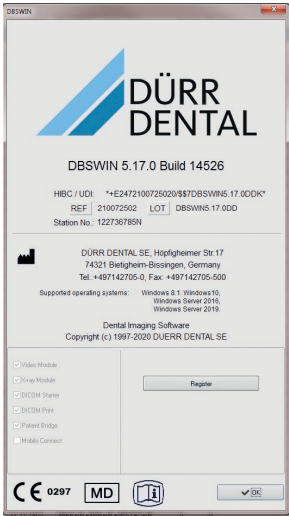 DBSWIN
DÜRR
DENTAL
DBSWIN 5.17.0 Build 14526
HIBC / UDI: *+E2472100725020/$$7DBSWIN5.17.0DDK*
REF 210072502 LOT DBSWIN5.17.0DD
Station No.: 122736785N
DÜRR DENTAL SE, Höpfigheimer Str.17
74321 Bietigheim-Bissingen, Germany
Tel.:+497142705-0, Fax: +497142705-500
Supported operating systems: Windows 8.1. Windows10,
Windows Server 2016,
Windows Server 2019.
Dental Imaging Software
Copyright (c) 1997-2020 DUERR DENTAL SE
Video Module
X-ray Module
DICOM Starter
DICOM Print
Patient Bridge
Mobile Connect
Register
CE 0297 MD i OK